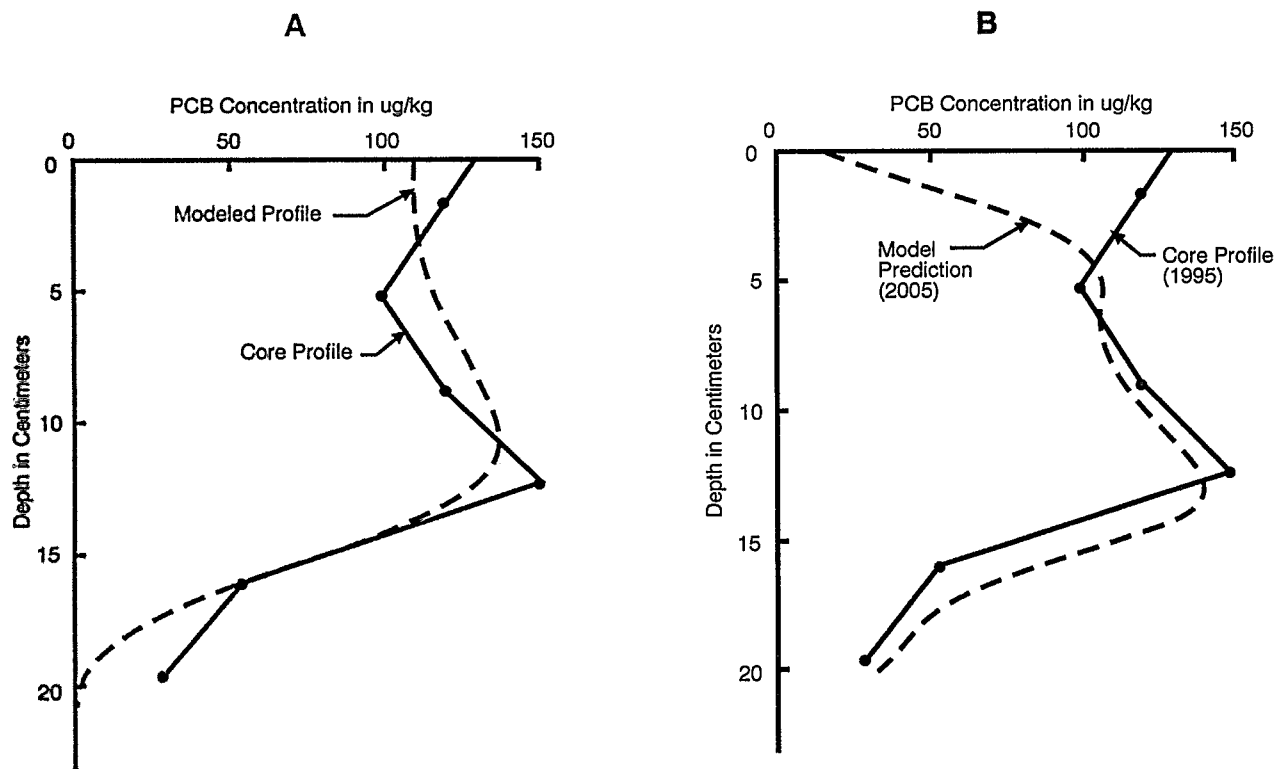 A
PCB Concentration in ug/kg
0 50 100 150
0
Modeled Profile
5
Core Profile
10
15
20
Depth in Centimeters
B
PCB Concentration in ug/kg
0 50 100 150
0
Model
Prediction
(2005)
Core Profile
(1995)
5
10
15
20
Depth in Centimeters